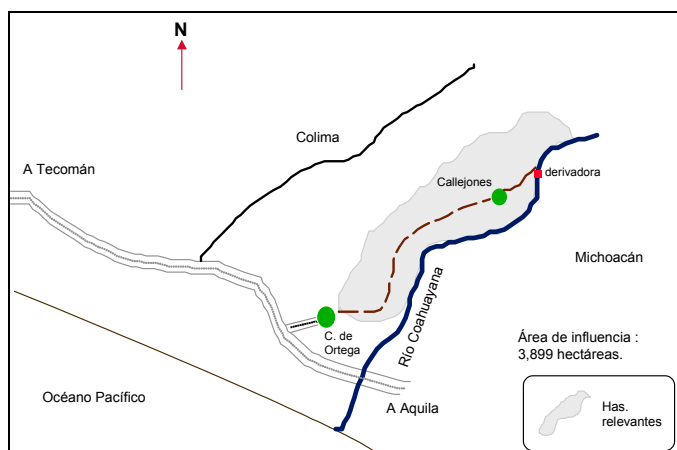 N
Colima
A Tecomán
Callejones
derivadora
Michoacán
Río Coahuayana
C. de
Ortega
Área de influencia :
3,899 hectáreas.
Océano Pacífico
A Aquila
Has.
relevantes